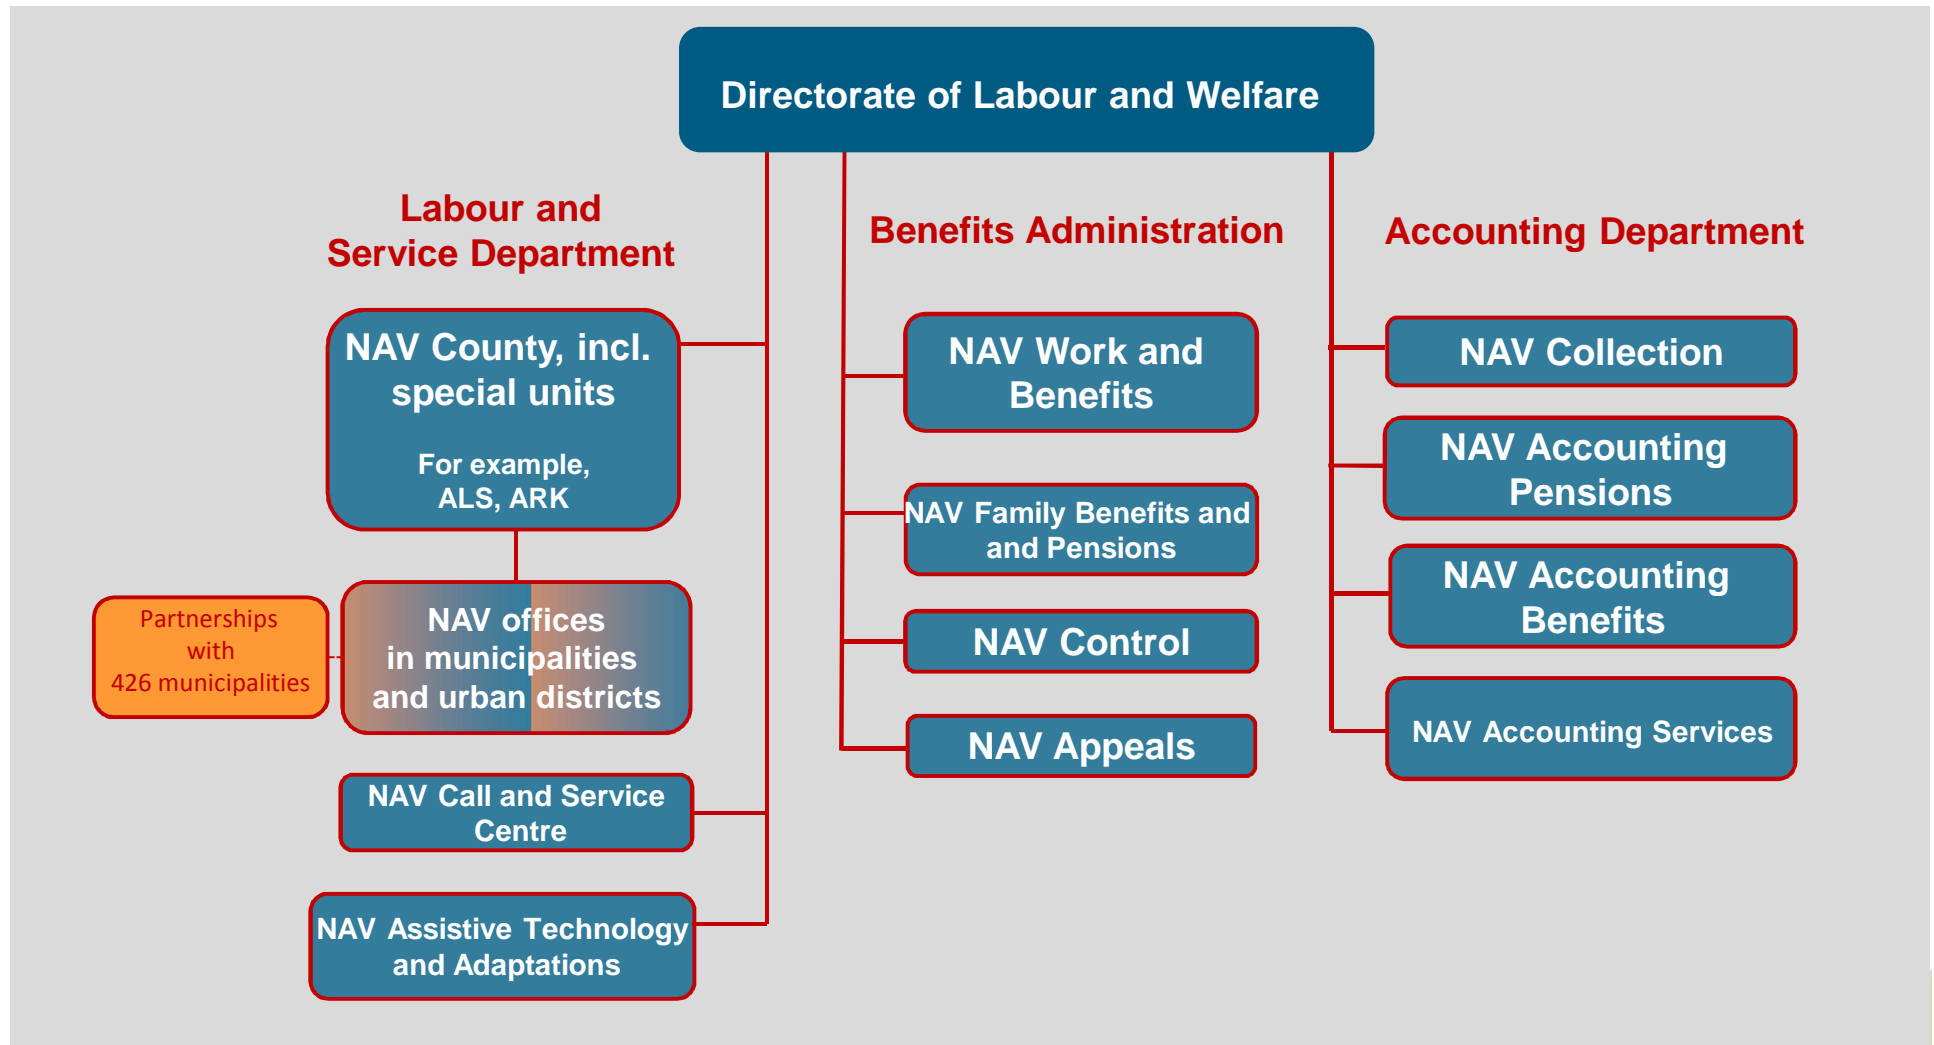 Directorate of Labour and Welfare
Labour and
Service Department
NAV County, incl.
special units
For example,
ALS, ARK
Partnerships
with
426 municipalities
NAV offices
in municipalities
and urban districts
NAV Call and Service
Centre
NAV Assistive Technology
and Adaptations
Benefits Administration
NAV Work and
Benefits
NAV Family Benefits and
and Pensions
NAV Control
NAV Appeals
Accounting Department
NAV Collection
NAV Accounting
Pensions
NAV Accounting
Benefits
NAV Accounting Services